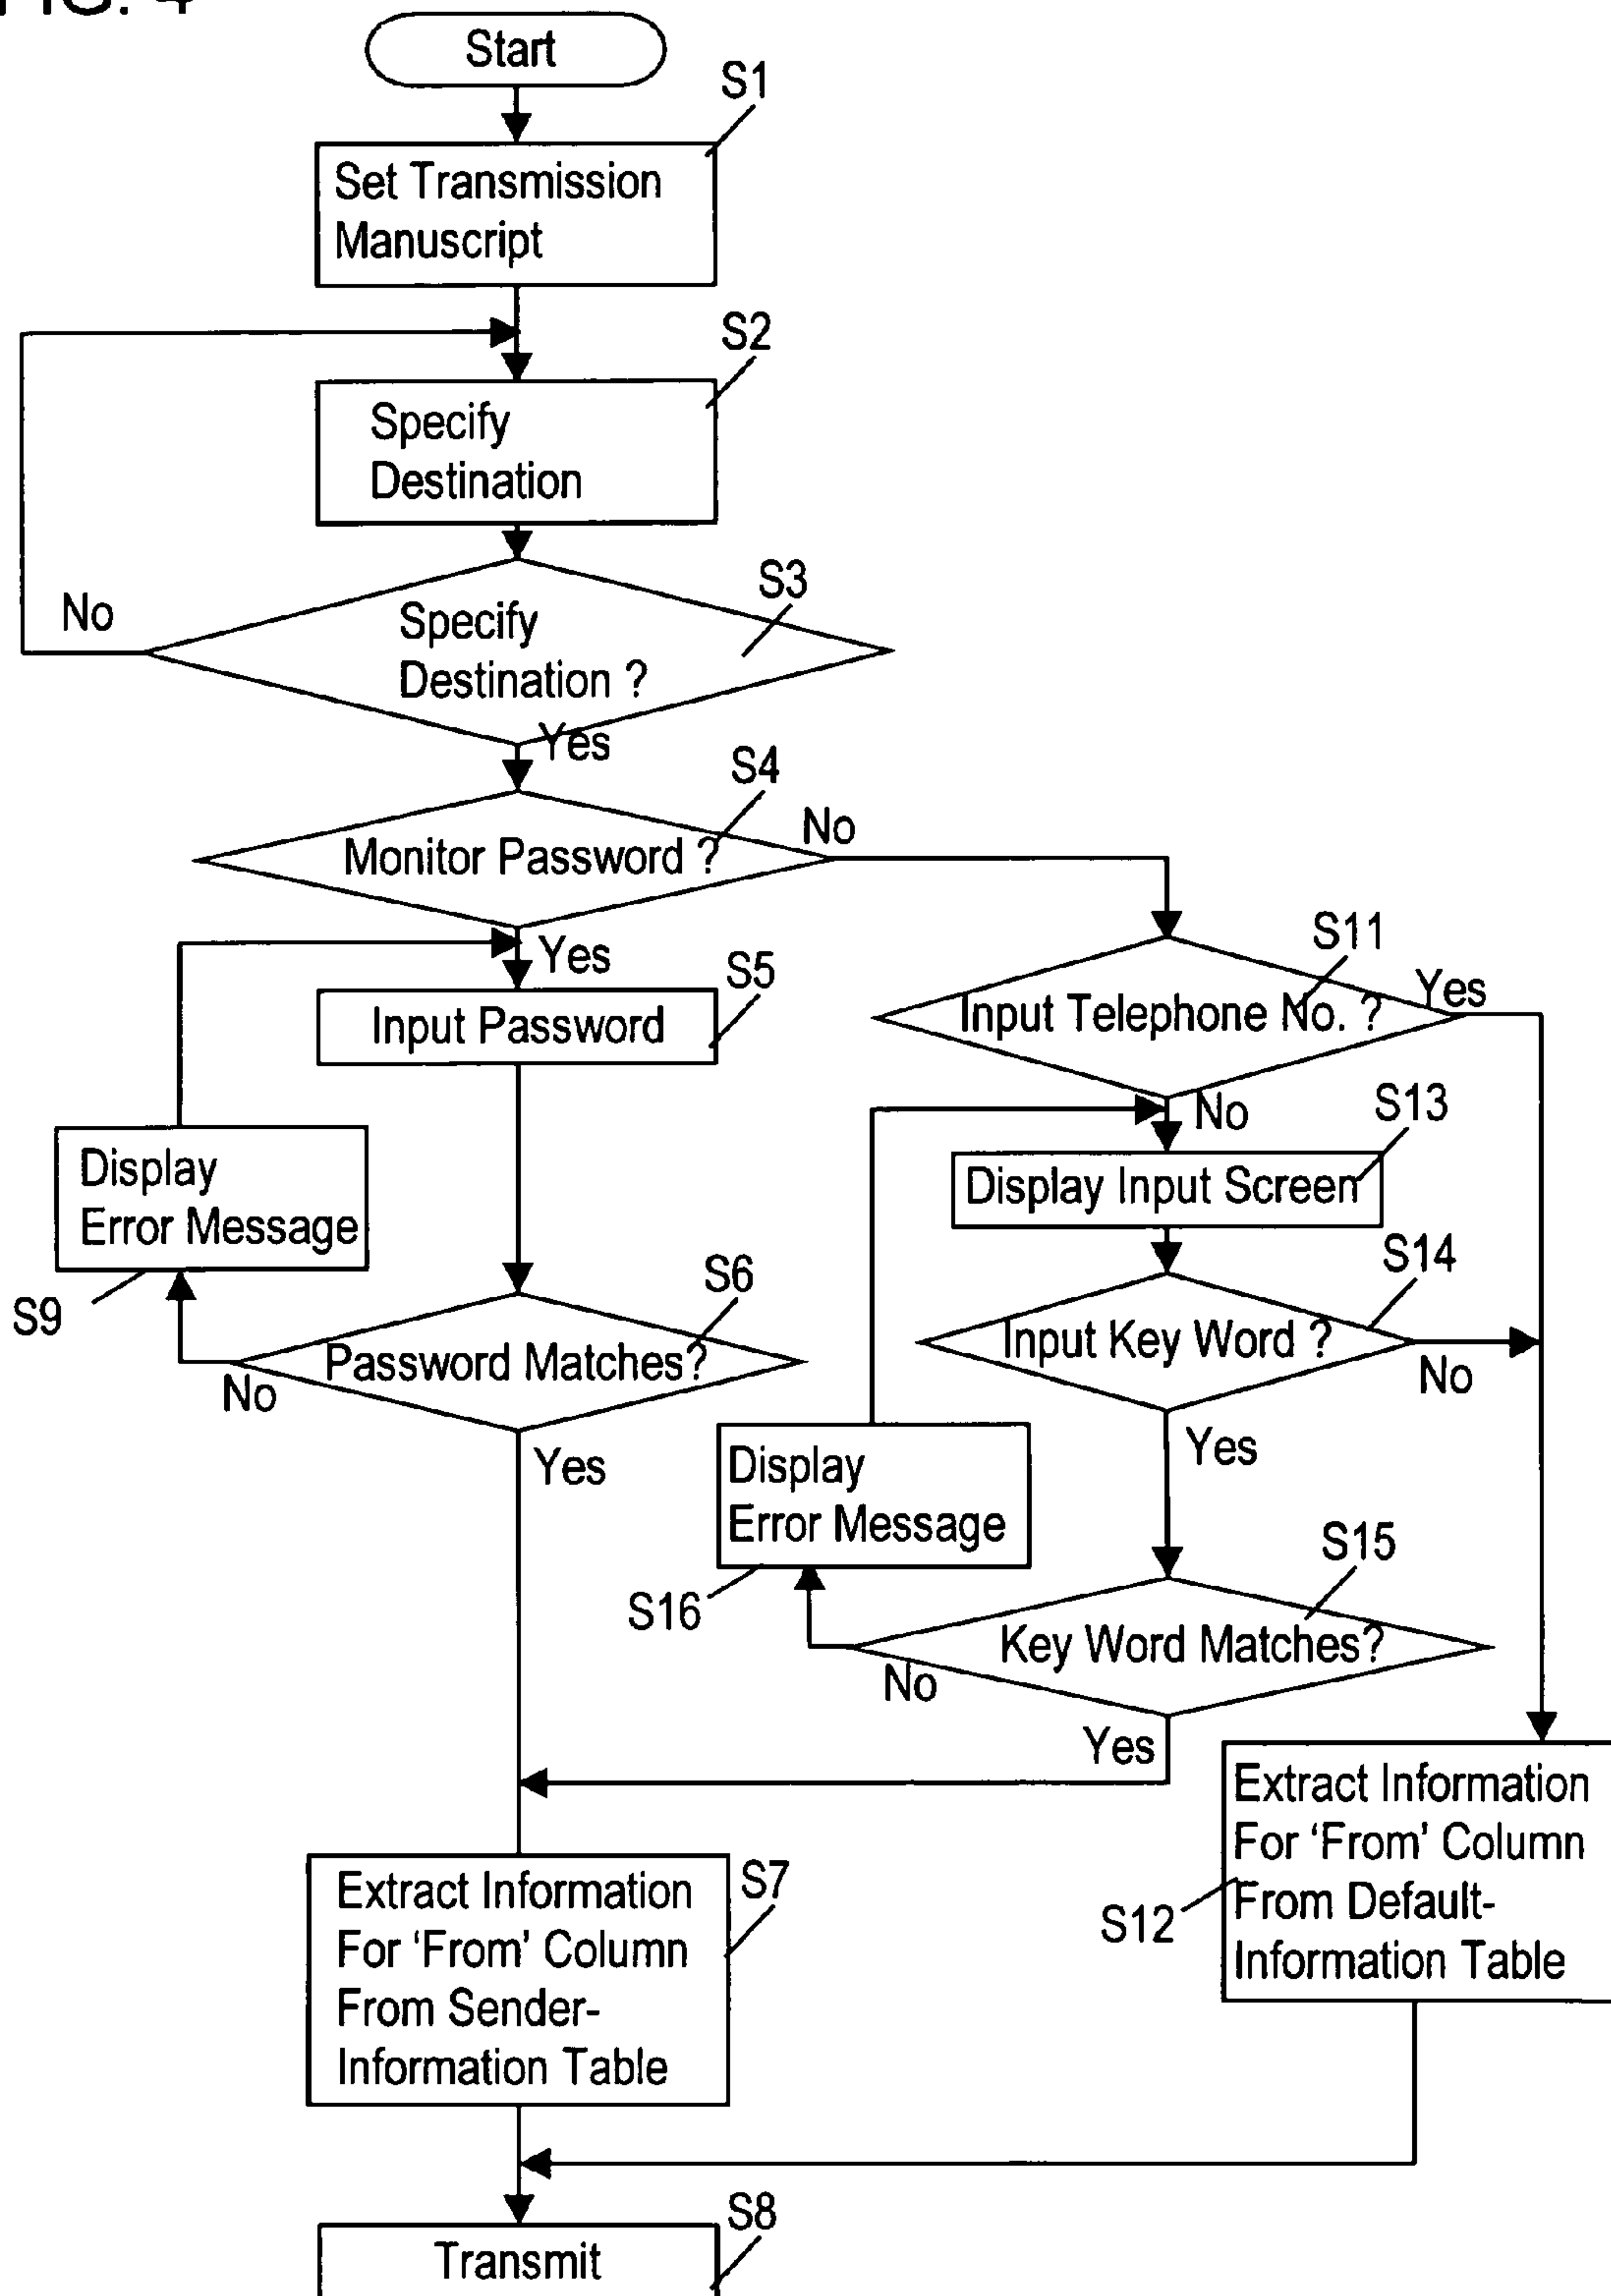 FIG. 4
Start
S1
Set Transmission
Manuscript
S2
Specify
Destination
S3
No
Specify
Destination ?
Yes
S4
Monitor Password ?
No
Yes
S5
Input Password
S11
Input Telephone No. ?
Yes
No
S13
Display Input Screen
Display
Error Message
S9
S6
Password Matches?
No
Yes
S14
Input Key Word ?
No
Yes
Display
Error Message
S16
S15
Key Word Matches?
No
Yes
Extract Information
For ‘From’ Column
From Sender-
Information Table
S7
Extract Information
For ‘From’ Column
From Default-
Information Table
S12
S8
Transmit